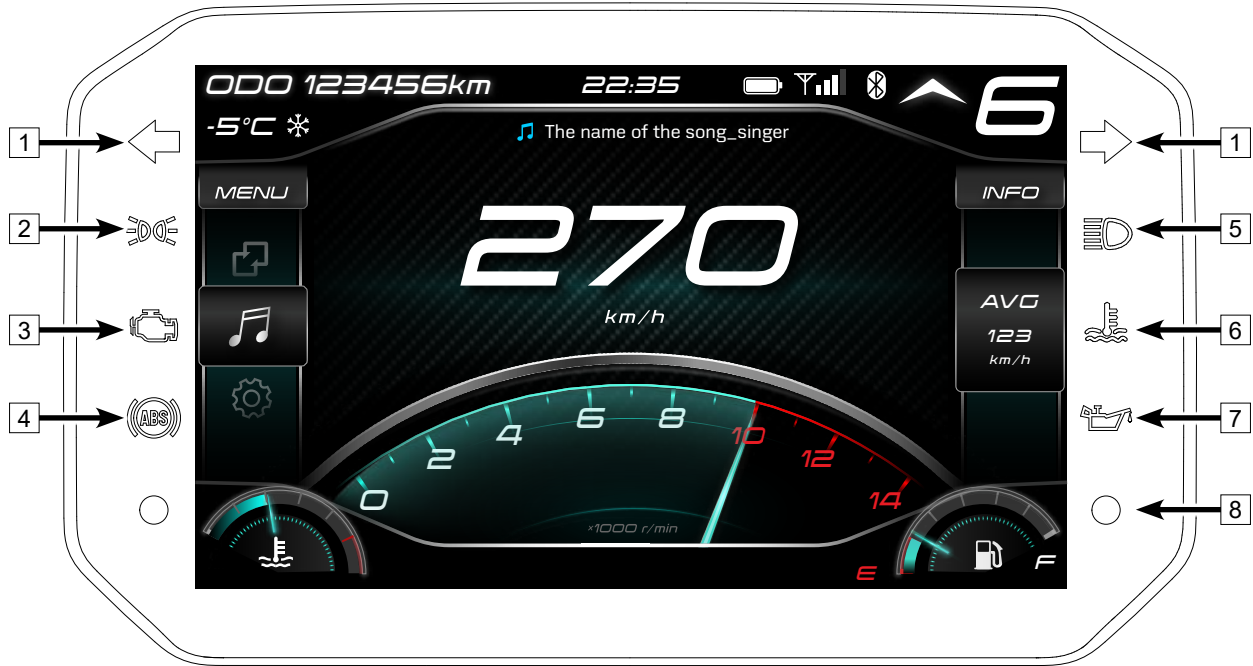 ODO 123456km
22:35
6
-5°C
The name of the song_singer
1
1
MENU
INFO
2
270
5
km/h
AVG
123
km/h
3
6
4
ABS
7
0
2
4
6
8
10
12
14
×1000 r/min
8
E
F